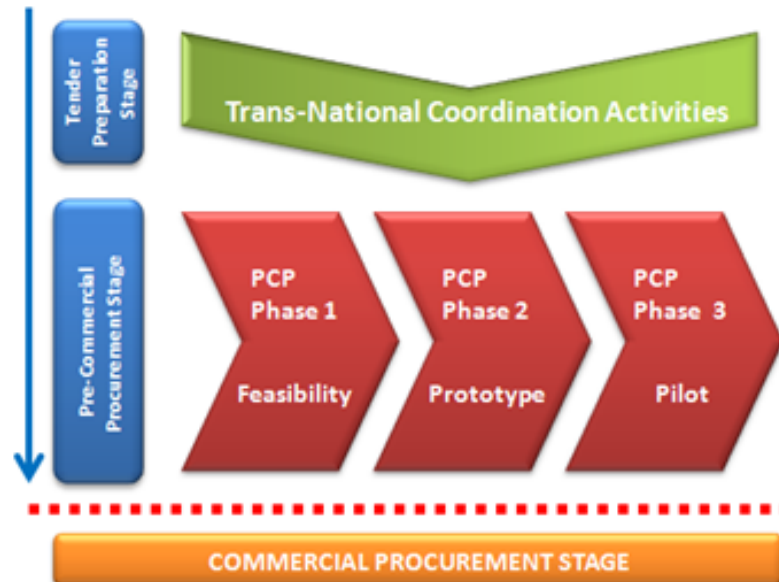 Tender
Preparation
Stage
Trans-National Coordination Activities
Pre-Commercial
Procurement Stage
PCP
Phase 1
Feasibility
PCP
Phase 2
Prototype
PCP
Phase 3
Pilot
COMMERCIAL PROCUREMENT STAGE